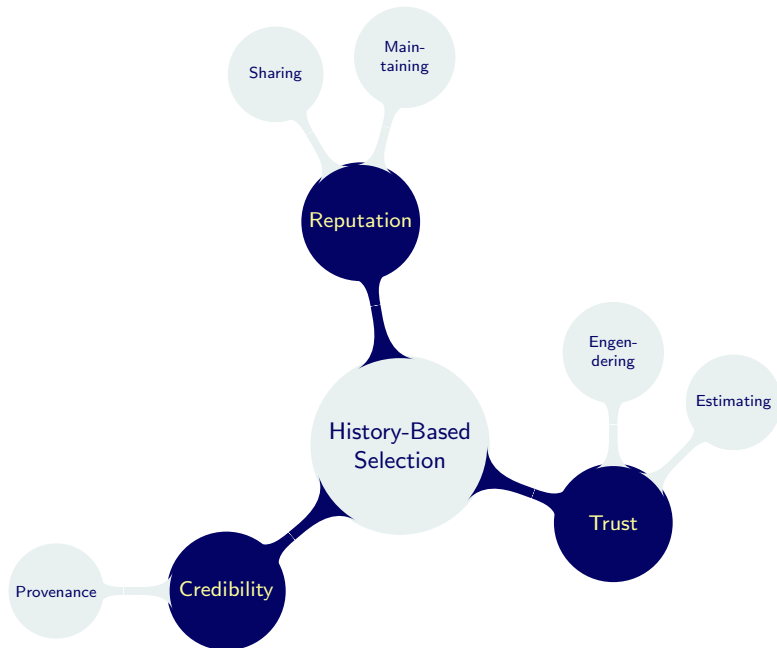 Main-
taining
Sharing
Reputation
Engen-
dering
Estimating
History-Based
Selection
Trust
Credibility
Provenance